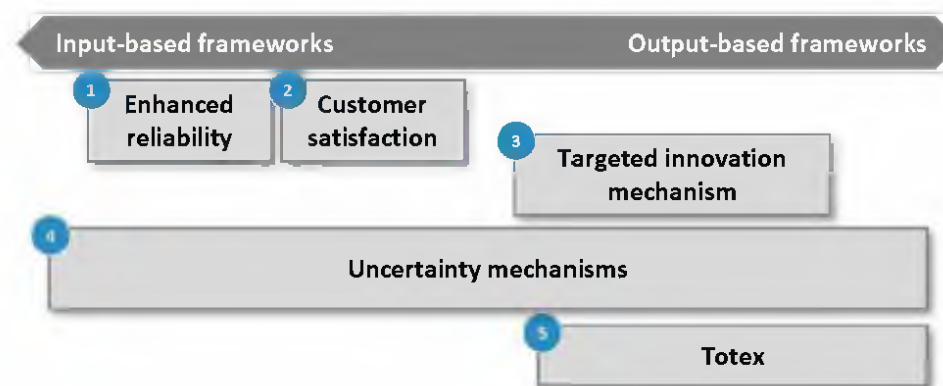 Input-based frameworks
Output-based frameworks
1
Enhanced
reliability
2
Customer
satisfaction
3
Targeted innovation
mechanism
4
Uncertainty mechanisms
5
Totex